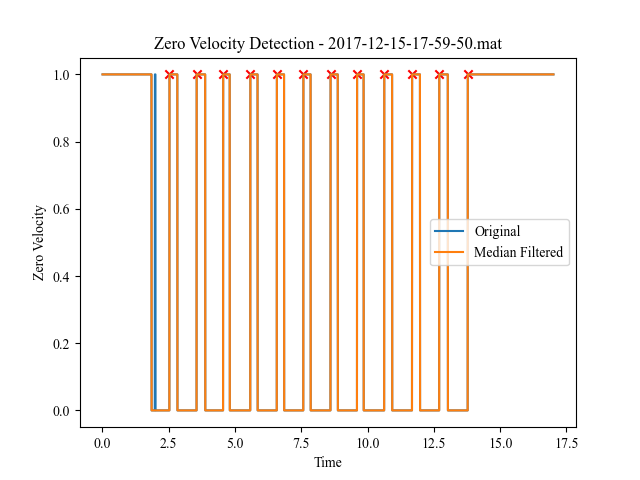 Zero Velocity Detection - 2017-12-15-17-59-50.mat
1.0
0.8
0.6
0.4
0.2
0.0
Zero Velocity
Original
Median Filtered
0.0 2.5 5.0 7.5 10.0 12.5 15.0 17.5
Time